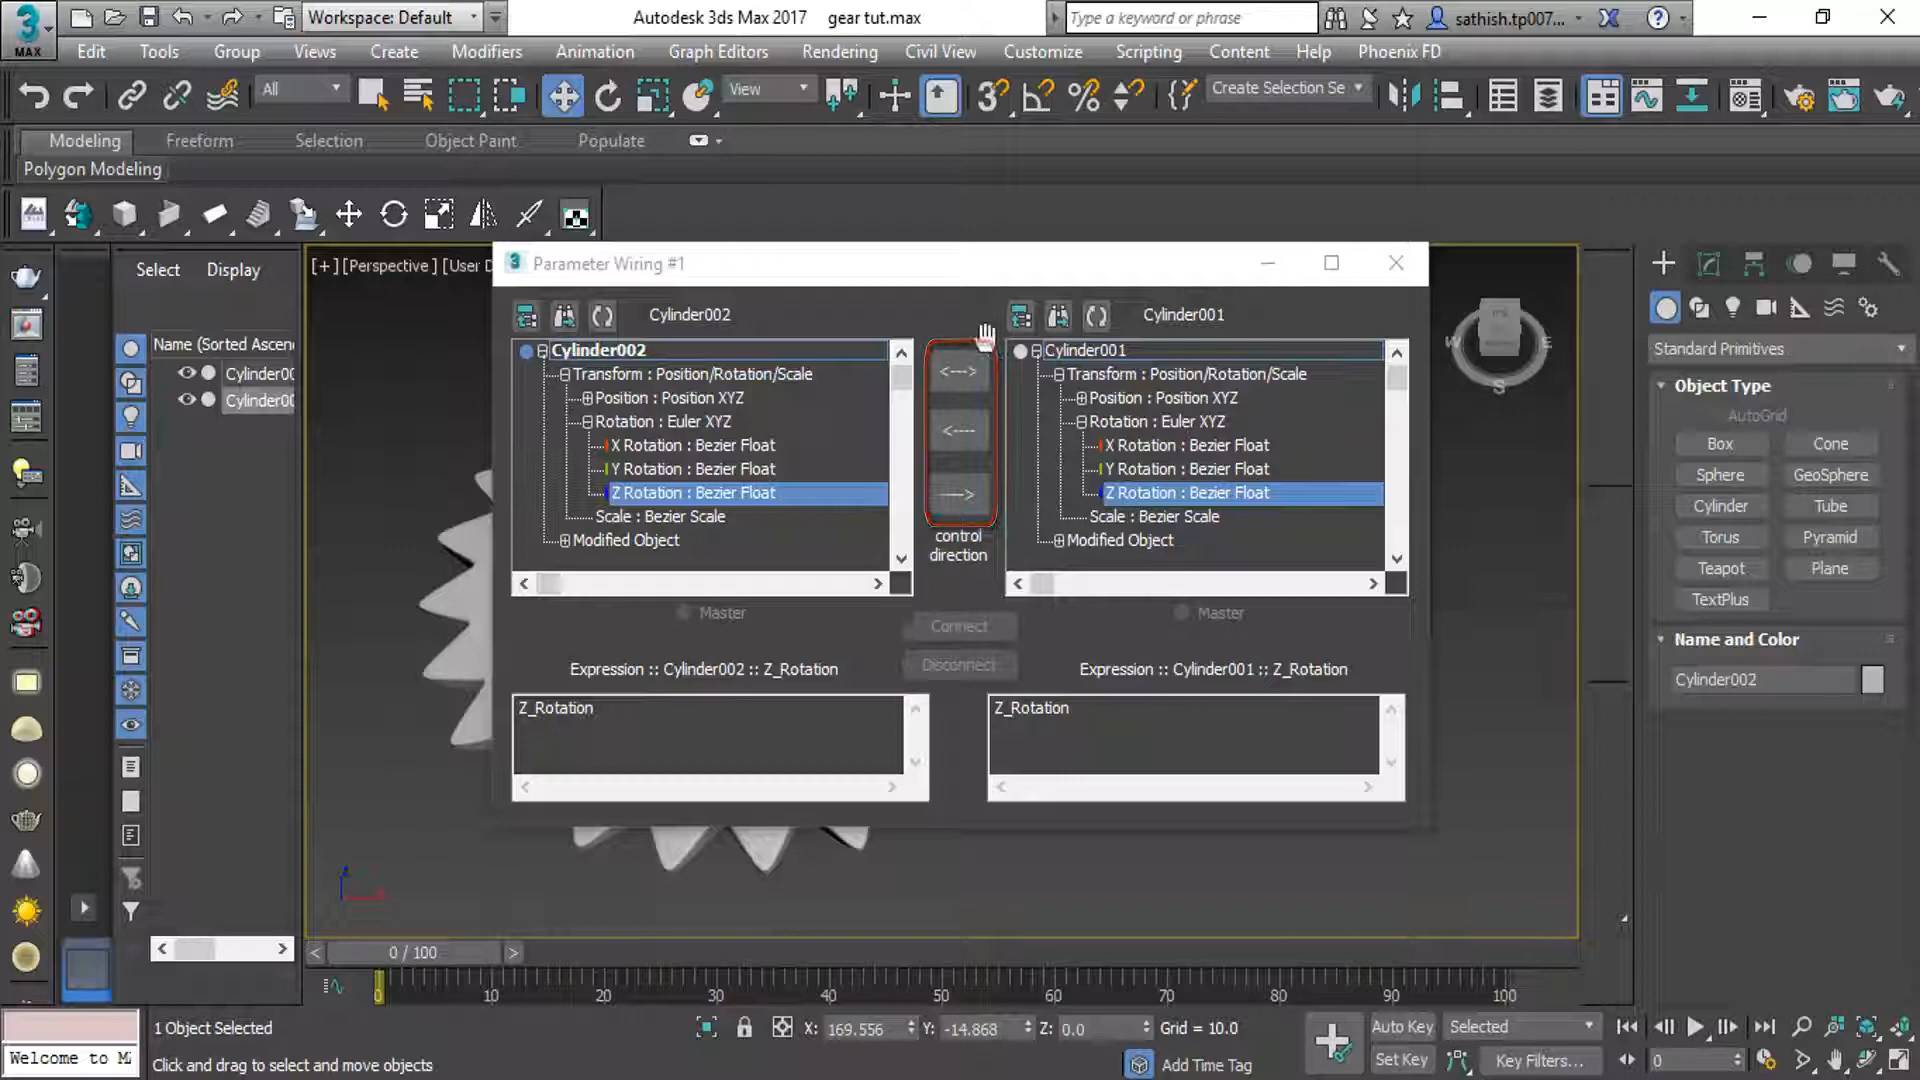 3
MAX
Workspace: Default
Autodesk 3ds Max 2017 gear tut.max
Type a keyword or phrase
sathish.tp007...
Edit Tools Group Views Create Modifiers Animation Graph Editors Rendering Civil View Customize Scripting Content Help Phoenix FD
All
View
Create Selection Se
Modeling Freeform Selection Object Paint Populate
Polygon Modeling
Select Display
Name (Sorted Ascen
Cylinder00
Cylinder00
[+] [Perspective] [User D
Parameter Wiring #1
Cylinder002
Cylinder002
Transform : Position/Rotation/Scale
Position : Position XYZ
Rotation : Euler XYZ
X Rotation : Bezier Float
Y Rotation : Bezier Float
Z Rotation : Bezier Float
Scale : Bezier Scale
Modified Object
Master
Expression :: Cylinder002 :: Z_Rotation
Z_Rotation
<--->
<----
---->
control
direction
Connect
Disconnect
Cylinder001
Cylinder001
Transform : Position/Rotation/Scale
Position : Position XYZ
Rotation : Euler XYZ
X Rotation : Bezier Float
Y Rotation : Bezier Float
Z Rotation : Bezier Float
Scale : Bezier Scale
Modified Object
Master
Expression :: Cylinder001 :: Z_Rotation
Z_Rotation
W E
S
Standard Primitives
Object Type
AutoGrid
Box Cone
Sphere GeoSphere
Cylinder Tube
Torus Pyramid
Teapot Plane
TextPlus
Name and Color
Cylinder002
0 / 100
0 10 20 30 40 50 60 70 80 90 100
1 Object Selected
X: 169.556 Y: -14.868 Z: 0.0 Grid = 10.0
Auto Key Selected
Welcome to M
Click and drag to select and move objects
Add Time Tag
Set Key Key Filters...
0